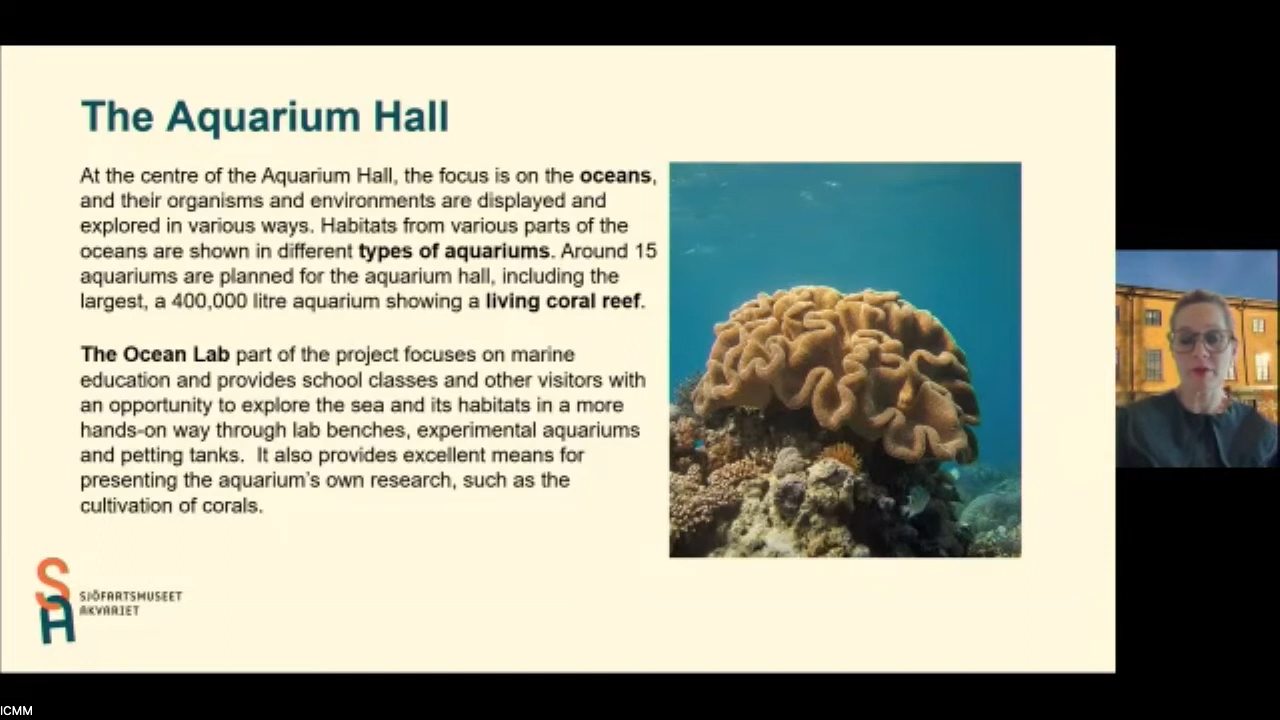 The Aquarium Hall
At the centre of the Aquarium Hall, the focus is on the oceans,
and their organisms and environments are displayed and
explored in various ways. Habitats from various parts of the
oceans are shown in different types of aquariums. Around 15
aquariums are planned for the aquarium hall, including the
largest, a 400,000 litre aquarium showing a living coral reef.
The Ocean Lab part of the project focuses on marine
education and provides school classes and other visitors with
an opportunity to explore the sea and its habitats in a more
hands-on way through lab benches, experimental aquariums
and petting tanks.  It also provides excellent means for
presenting the aquarium’s own research, such as the
cultivation of corals.
SA
SJÖFARTSMUSEET
AKVARIET
ICMM